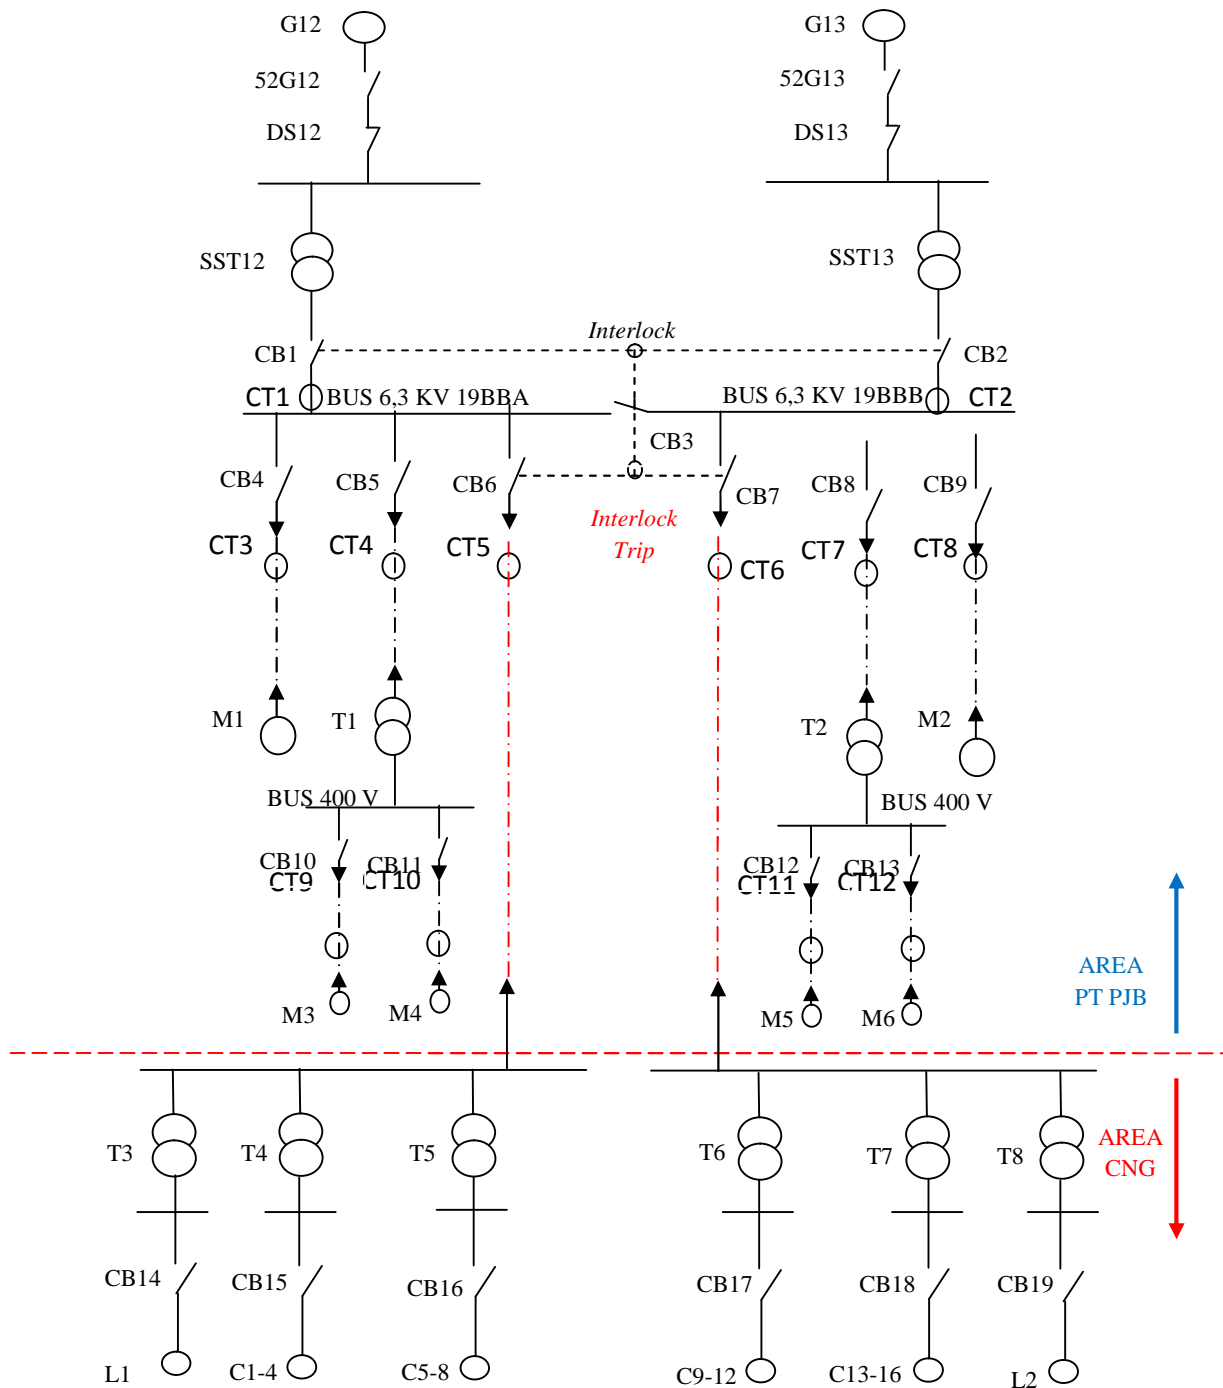 G12
G13
52G12
52G13
DS12
DS13
SST12
SST13
Interlock
CB1
CB2
CT1
BUS 6,3 KV 19BBA
BUS 6,3 KV 19BBB
CT2
CB3
CB4
CB5
CB6
CB7
CB8
CB9
Interlock
Trip
CT3
CT4
CT5
CT6
CT7
CT8
M1
T1
T2
M2
BUS 400 V
BUS 400 V
CB10
CB11
CB12
CB13
CT9
CT10
CT11
CT12
AREA
PT PJB
M3
M4
M5
M6
AREA
CNG
T3
T4
T5
T6
T7
T8
CB14
CB15
CB16
CB17
CB18
CB19
L1
C1-4
C5-8
C9-12
C13-16
L2